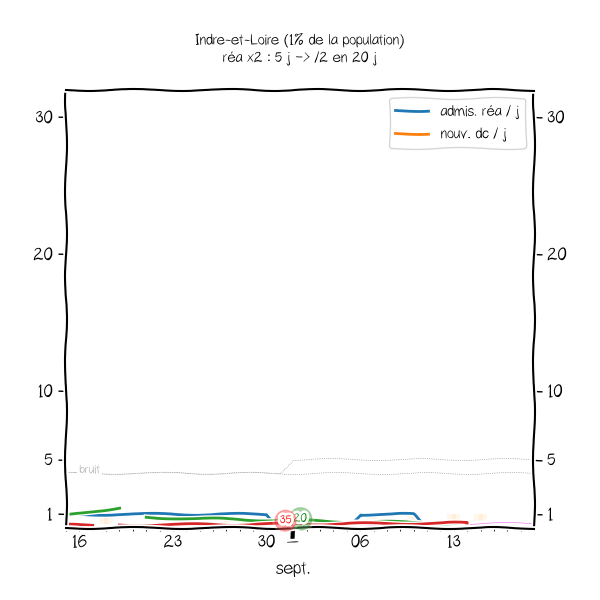 Indre-et-Loire (1% de la population)
réa x2 : 5 j -> /2 en 20 j
admis. réa / j
nouv. dc / j
30
30
20
20
10
10
5
5
bruit
1
1
35
20
16
23
30
06
13
sept.